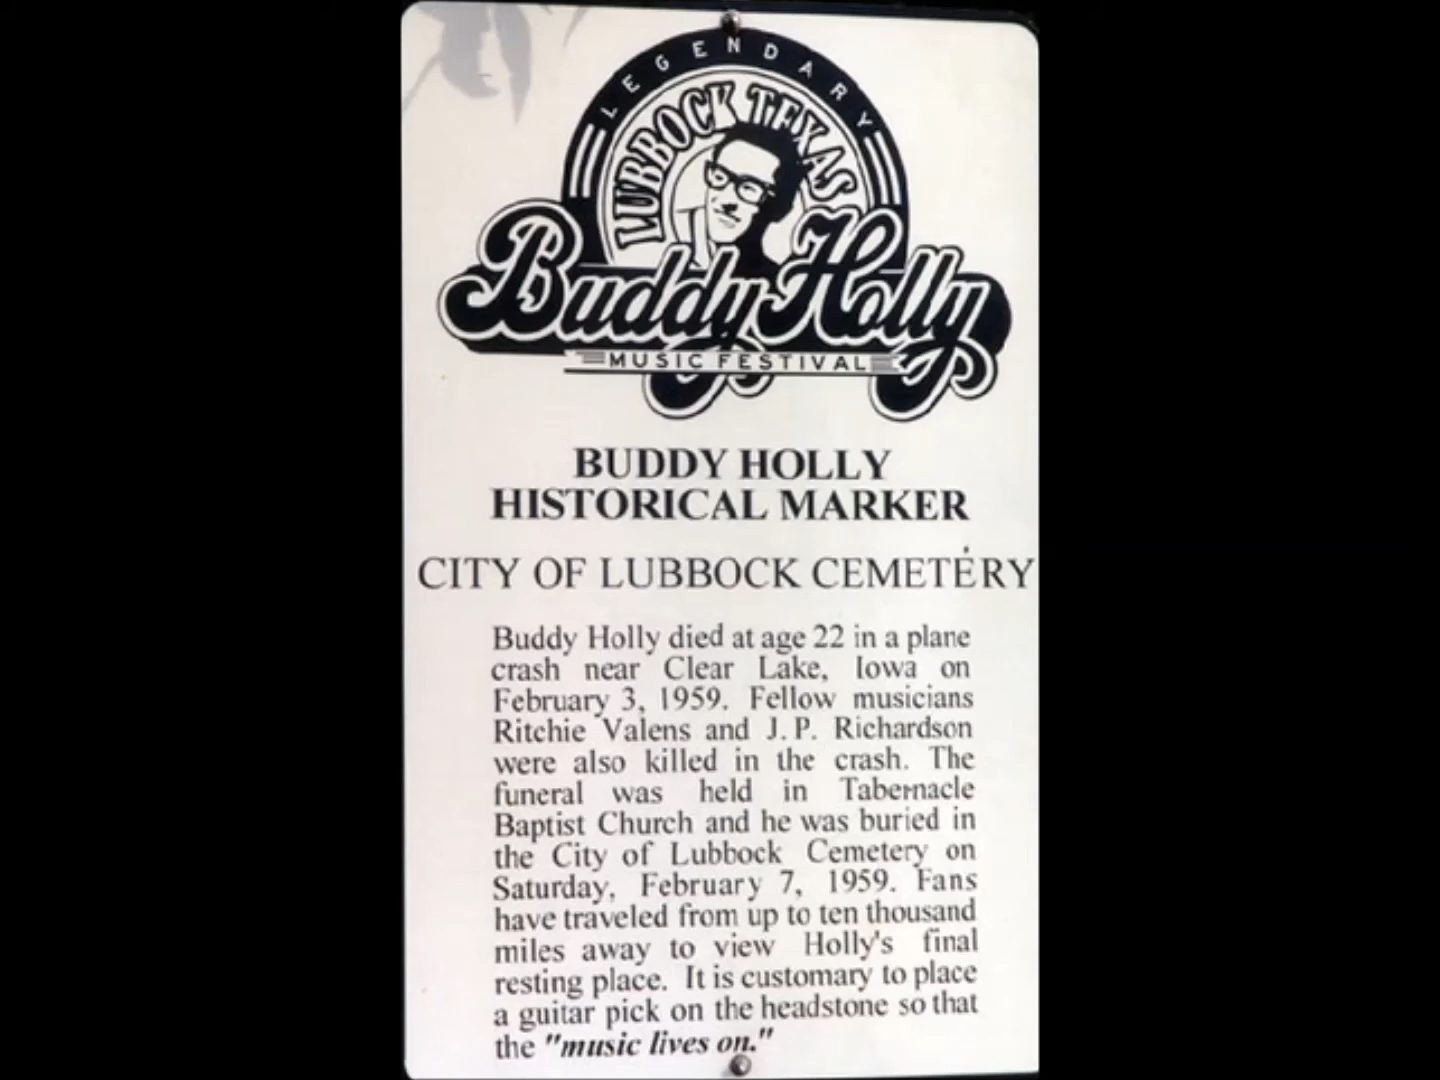 LEGENDARY
LUBBOCK TEXAS
Buddy Holly
MUSIC FESTIVAL
BUDDY HOLLY
HISTORICAL MARKER
CITY OF LUBBOCK CEMETERY
Buddy Holly died at age 22 in a plane
crash near Clear Lake, Iowa on
February 3, 1959. Fellow musicians
Ritchie Valens and J. P. Richardson
were also killed in the crash. The
funeral was held in Tabernacle
Baptist Church and he was buried in
the City of Lubbock Cemetery on
Saturday, February 7, 1959. Fans
have traveled from up to ten thousand
miles away to view Holly's final
resting place. It is customary to place
a guitar pick on the headstone so that
the "music lives on."